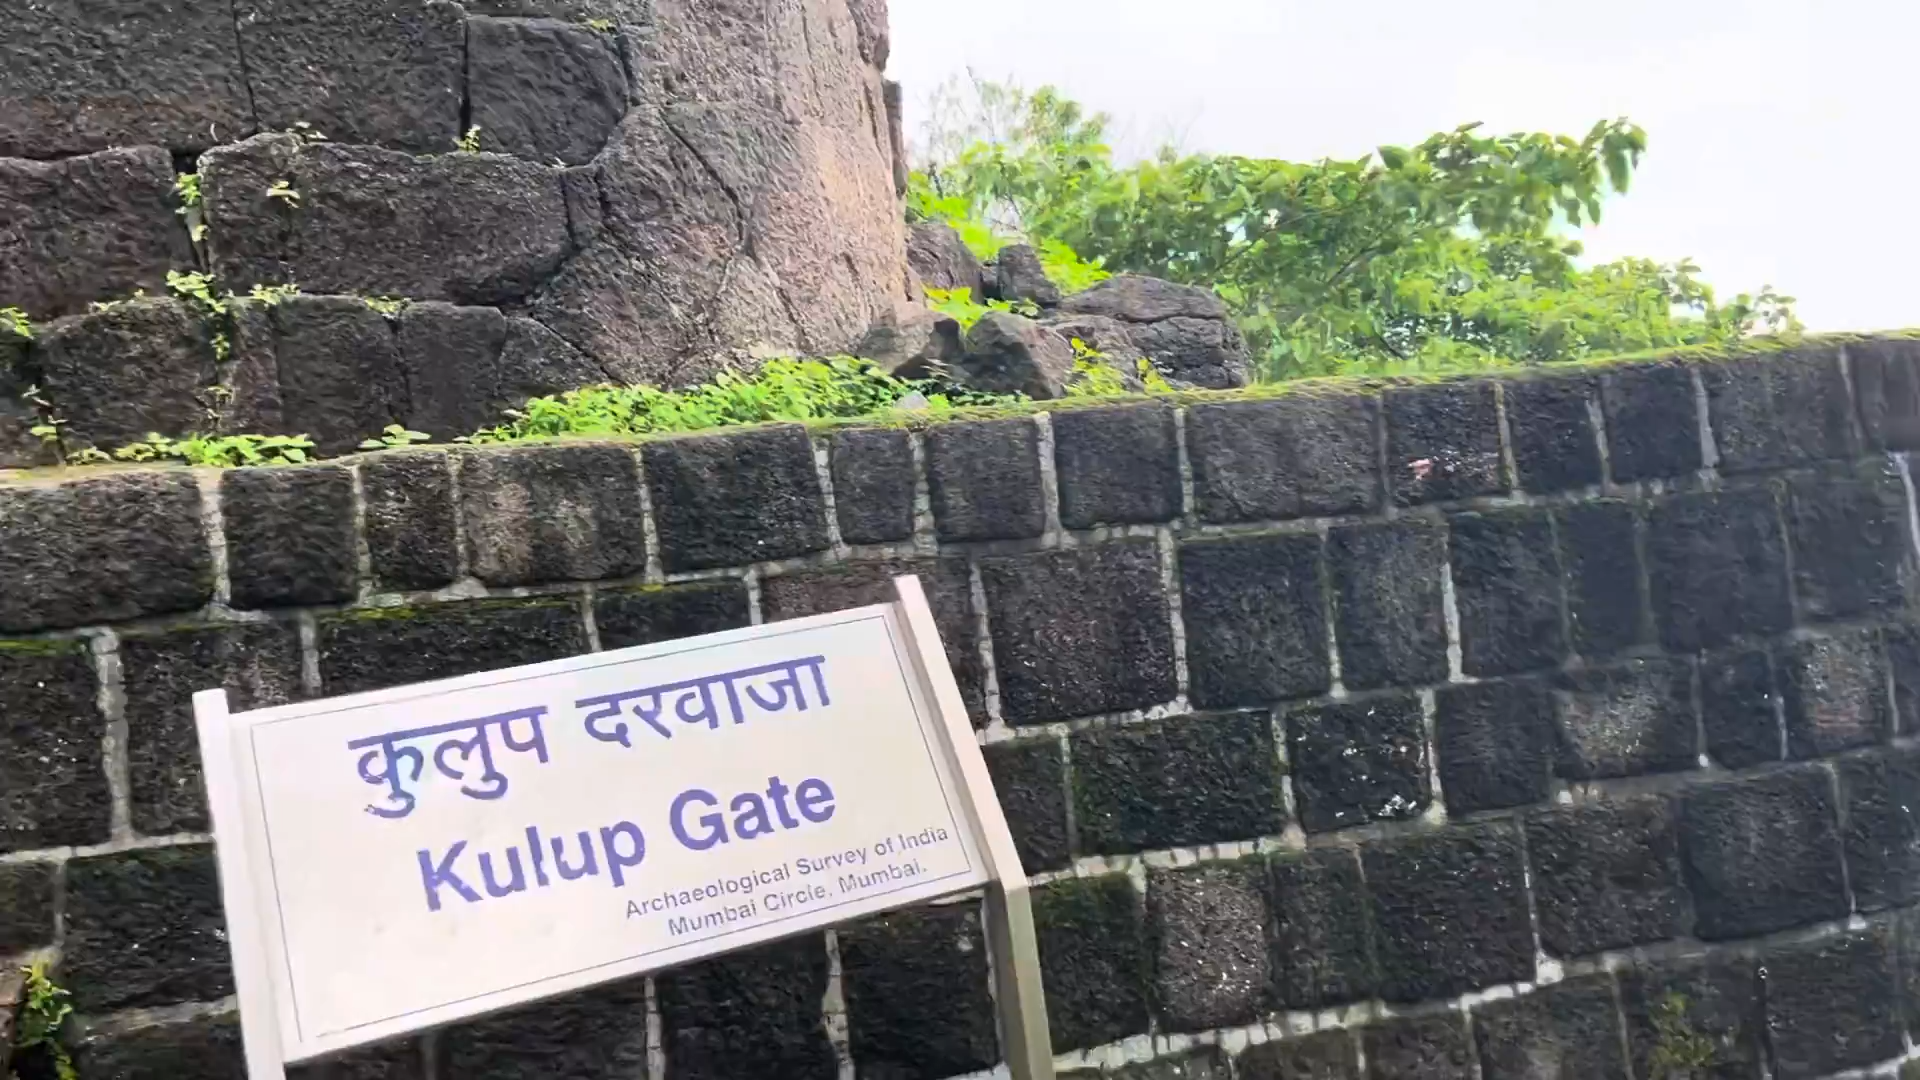 कुलुप दरवाजा
Kulup Gate
Archaeological Survey of India
Mumbai Circle, Mumbai.